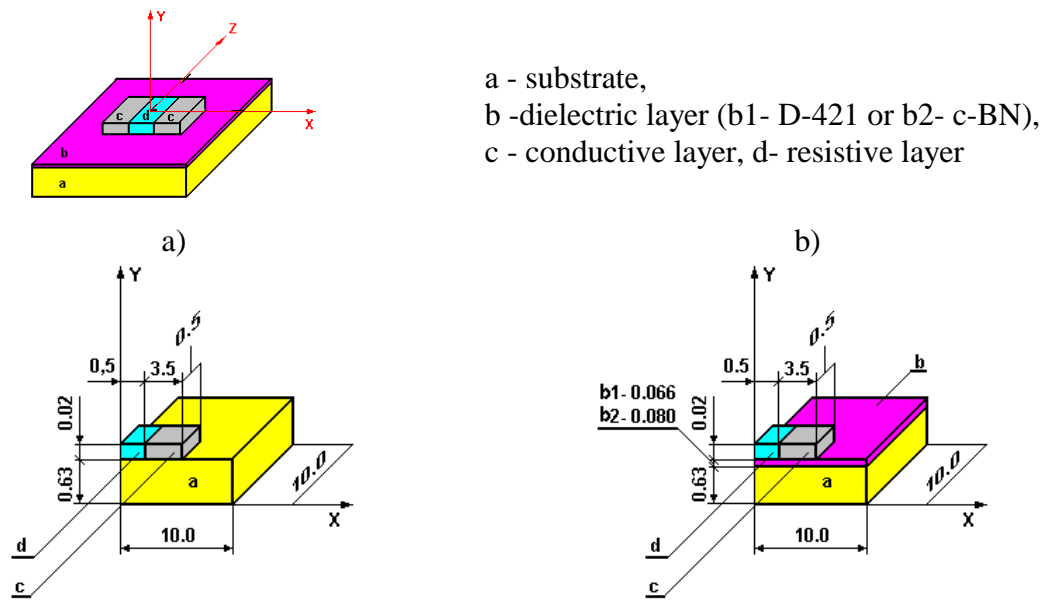 Y
Z
X
c d c
b
a
a - substrate,
b -dielectric layer (b1- D-421 or b2- c-BN),
c - conductive layer, d- resistive layer
a)
Y
0.5
0,5 3.5
0.02
0.63
a
10.0
X
10.0
d
c
b)
Y
0.5
0.5 3.5
b
b1- 0.066
b2- 0.080
0.02
0.63
a
10.0
X
10.0
d
c